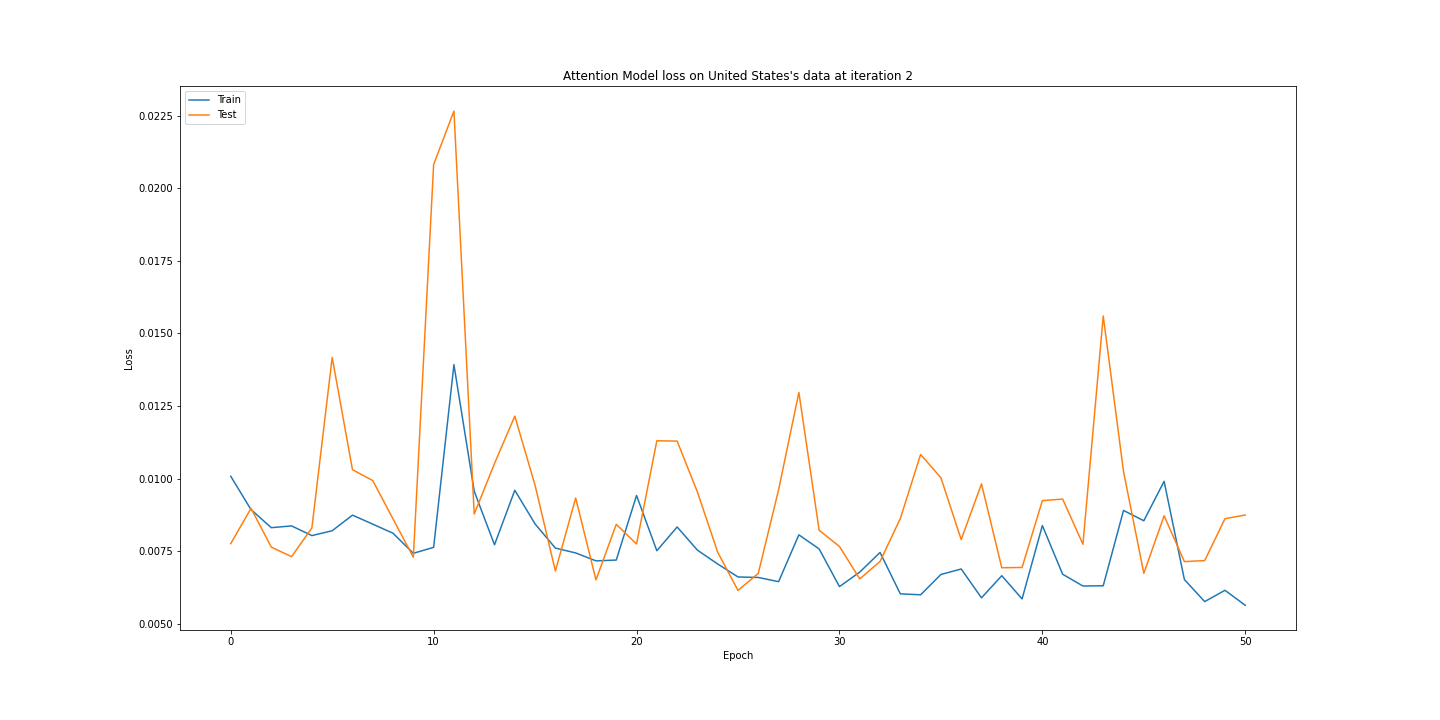 Attention Model loss on United States's data at iteration 2
Train
Test
0.0225
0.0200
0.0175
0.0150
0.0125
0.0100
0.0075
0.0050
Loss
0 10 20 30 40 50
Epoch